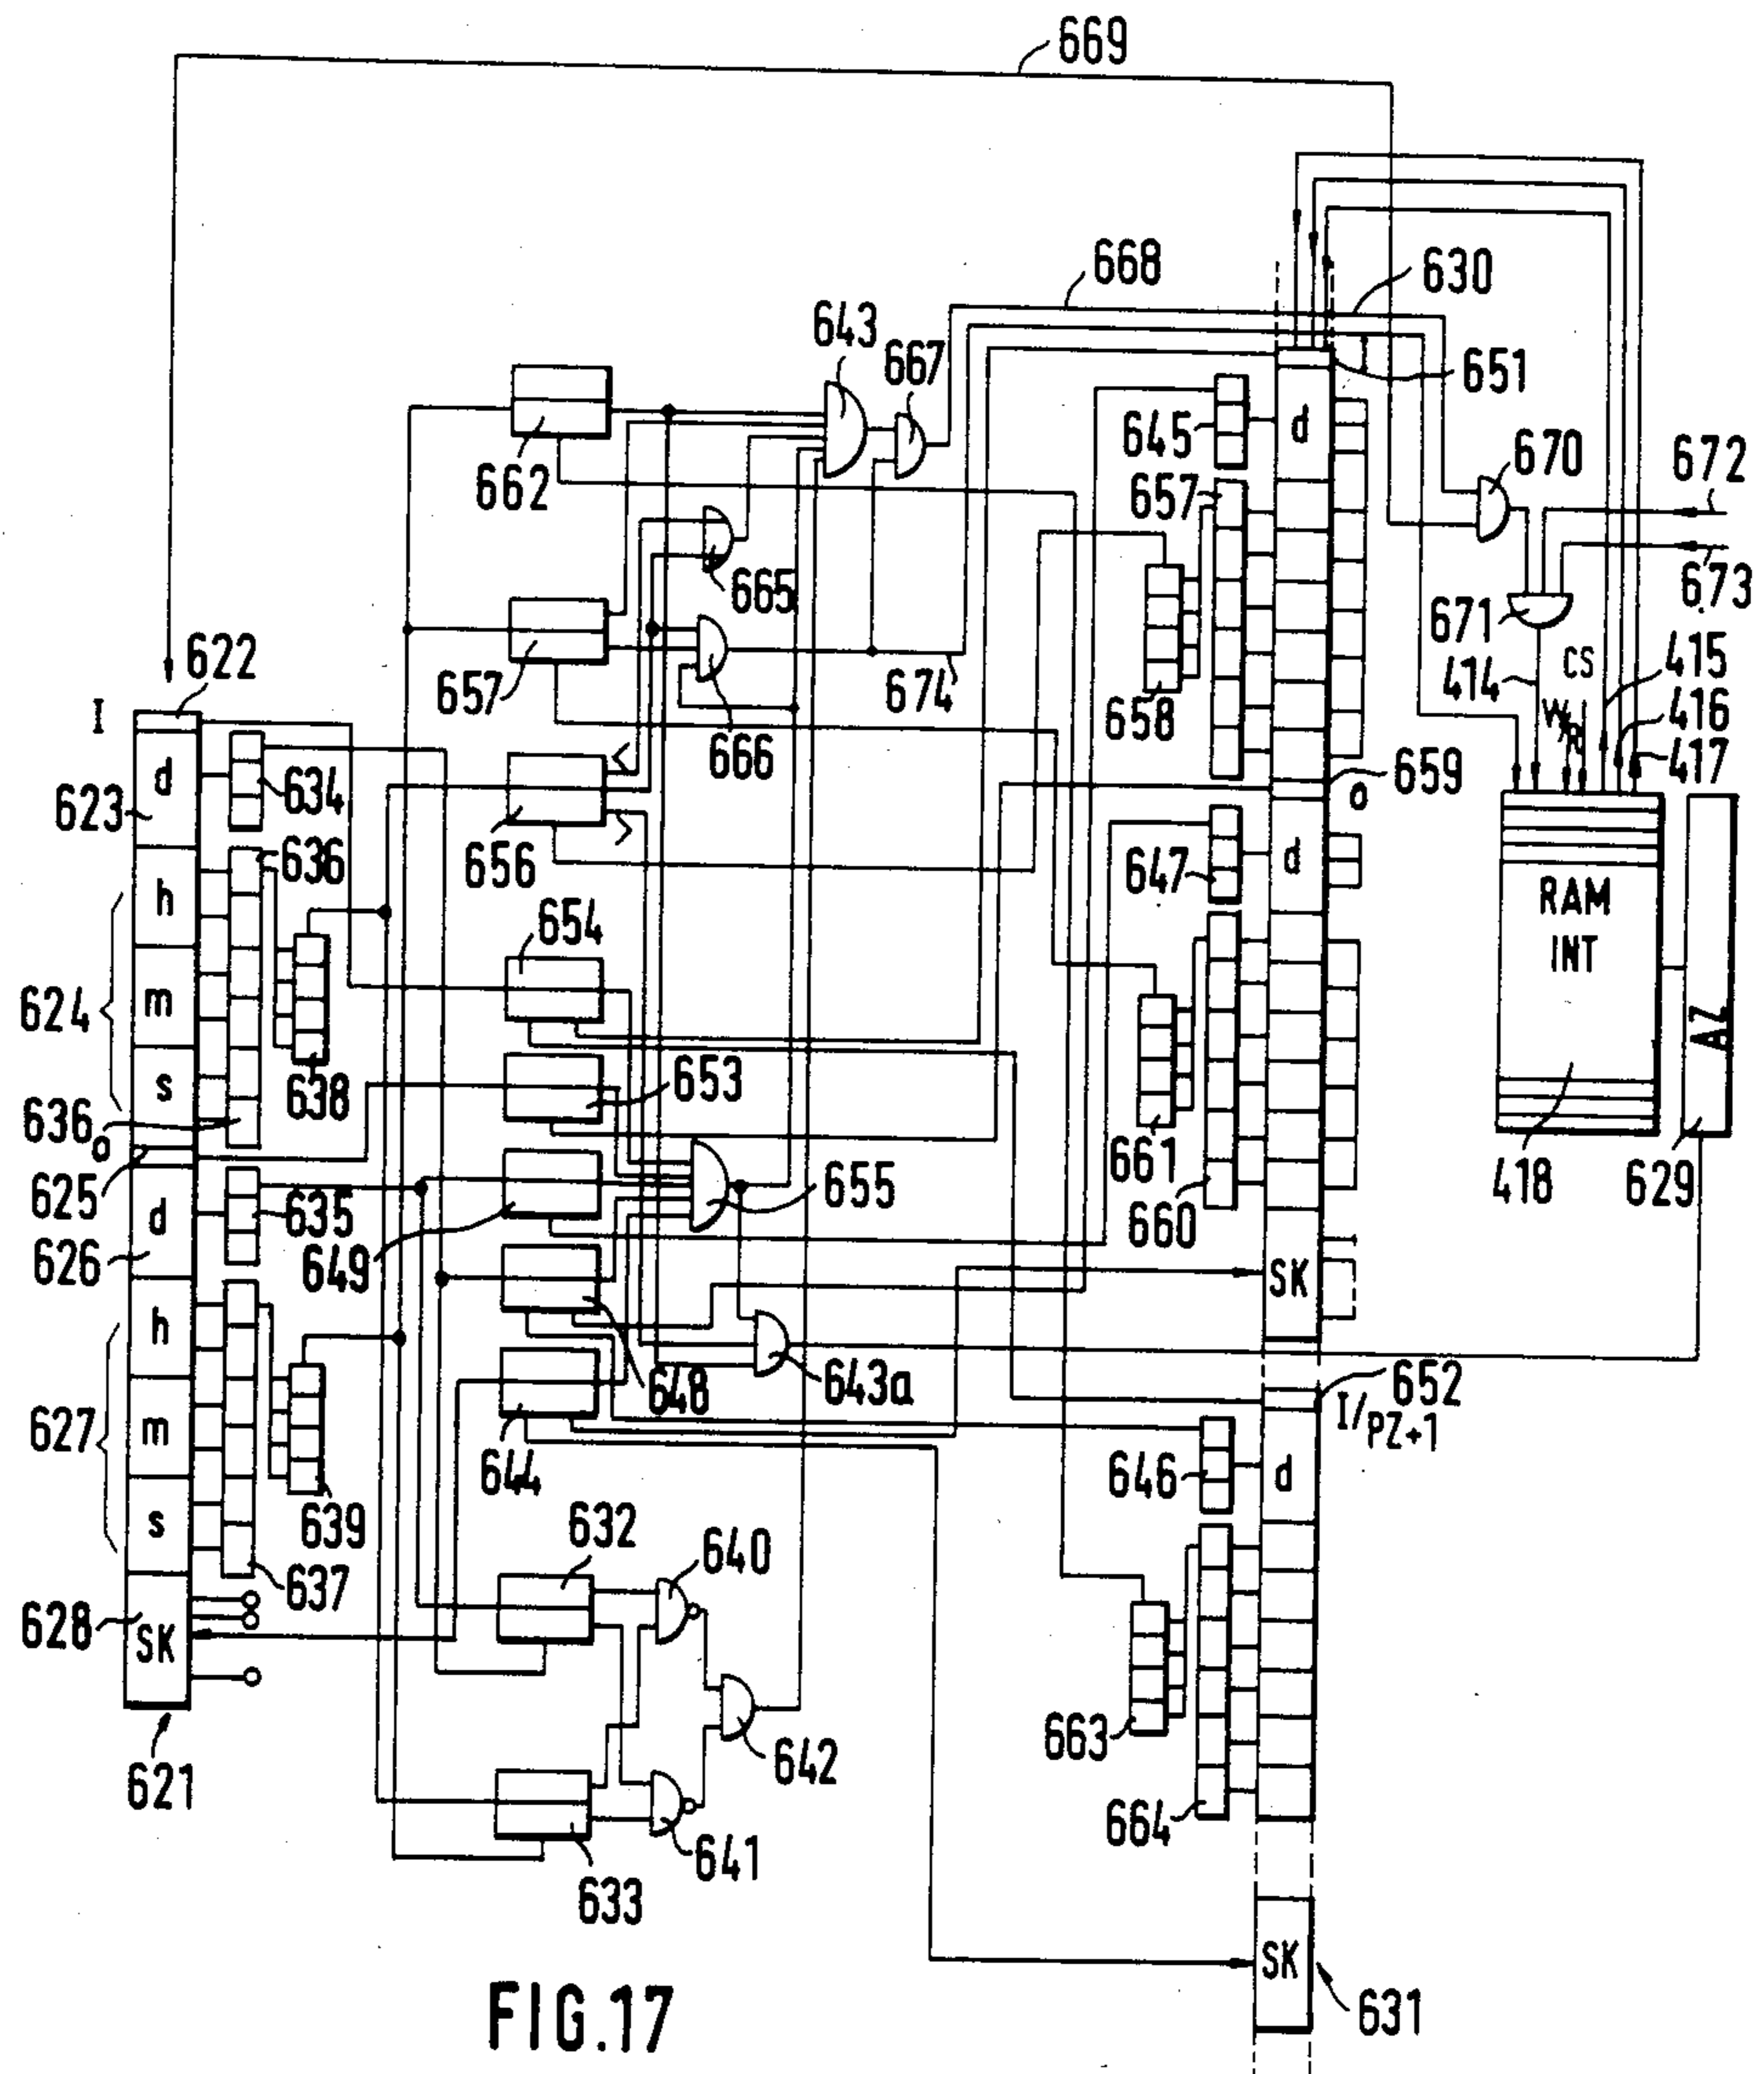 669
668
630
643
667
651
645
d
670
672
662
657
673
665
671
622
CS
415
I
657
414
W/R
416
658
674
666
417
d
634
659
623
o
656
647
d
636
RAM
INT
h
654
m
624
AZ
s
638
653
636
o
661
418
629
625
655
660
d
635
626
649
SK
h
648
643a
652
m
627
I/PZ+1
644
646
d
s
639
632
640
637
628
SK
663
642
621
664
641
633
SK
631
FIG.17
<
>